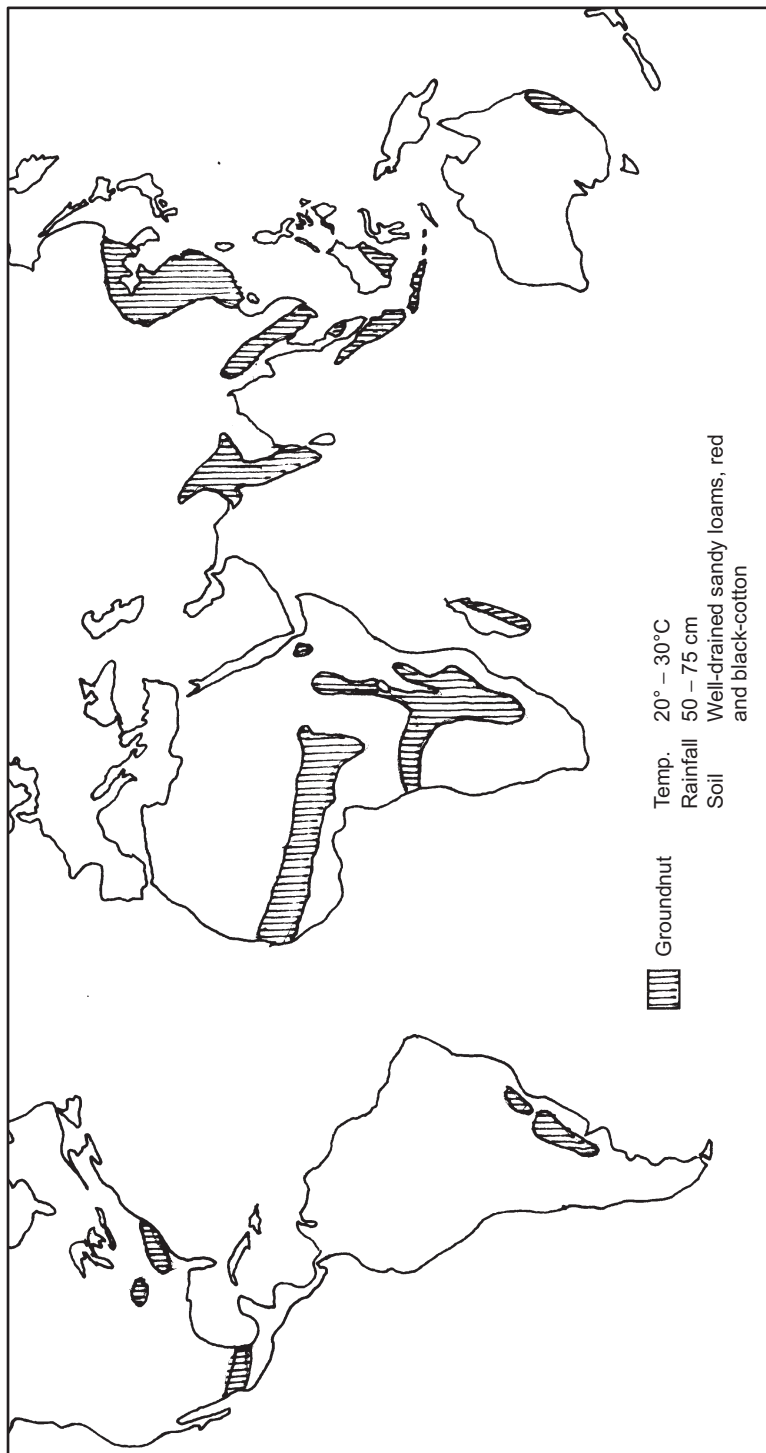 Groundnut
Temp. 20° – 30°C
Rainfall 50 – 75 cm
Soil Well-drained sandy loams, red
and black-cotton